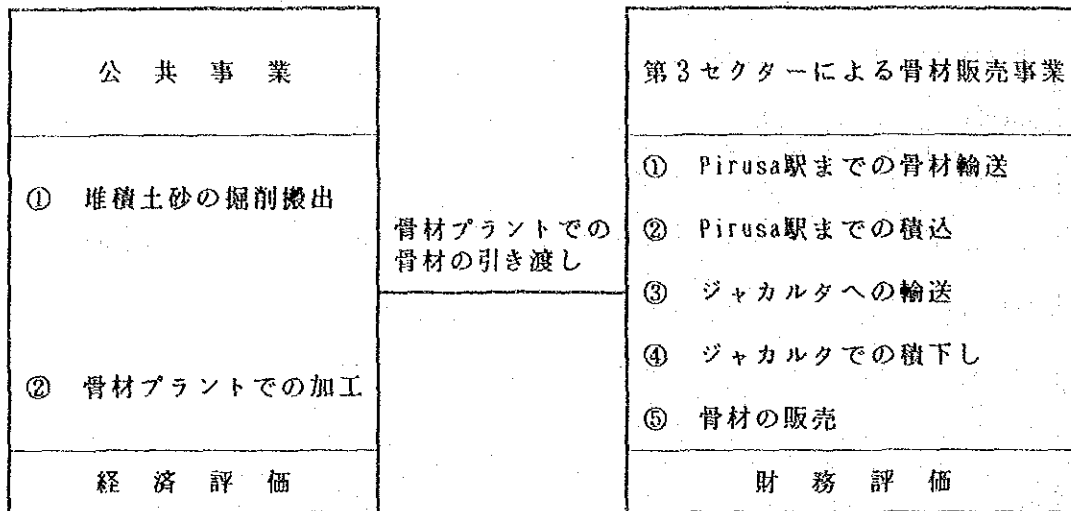 公共事業
① 堆積土砂の掘削搬出
② 骨材プラントでの加工
経済評価
骨材プラントでの
骨材の引き渡し
第3セクターによる骨材販売事業
① Pirusa駅までの骨材輸送
② Pirusa駅までの積込
③ ジャカルダへの輸送
④ ジャカルタでの積下し
⑤ 骨材の販売
財務評価